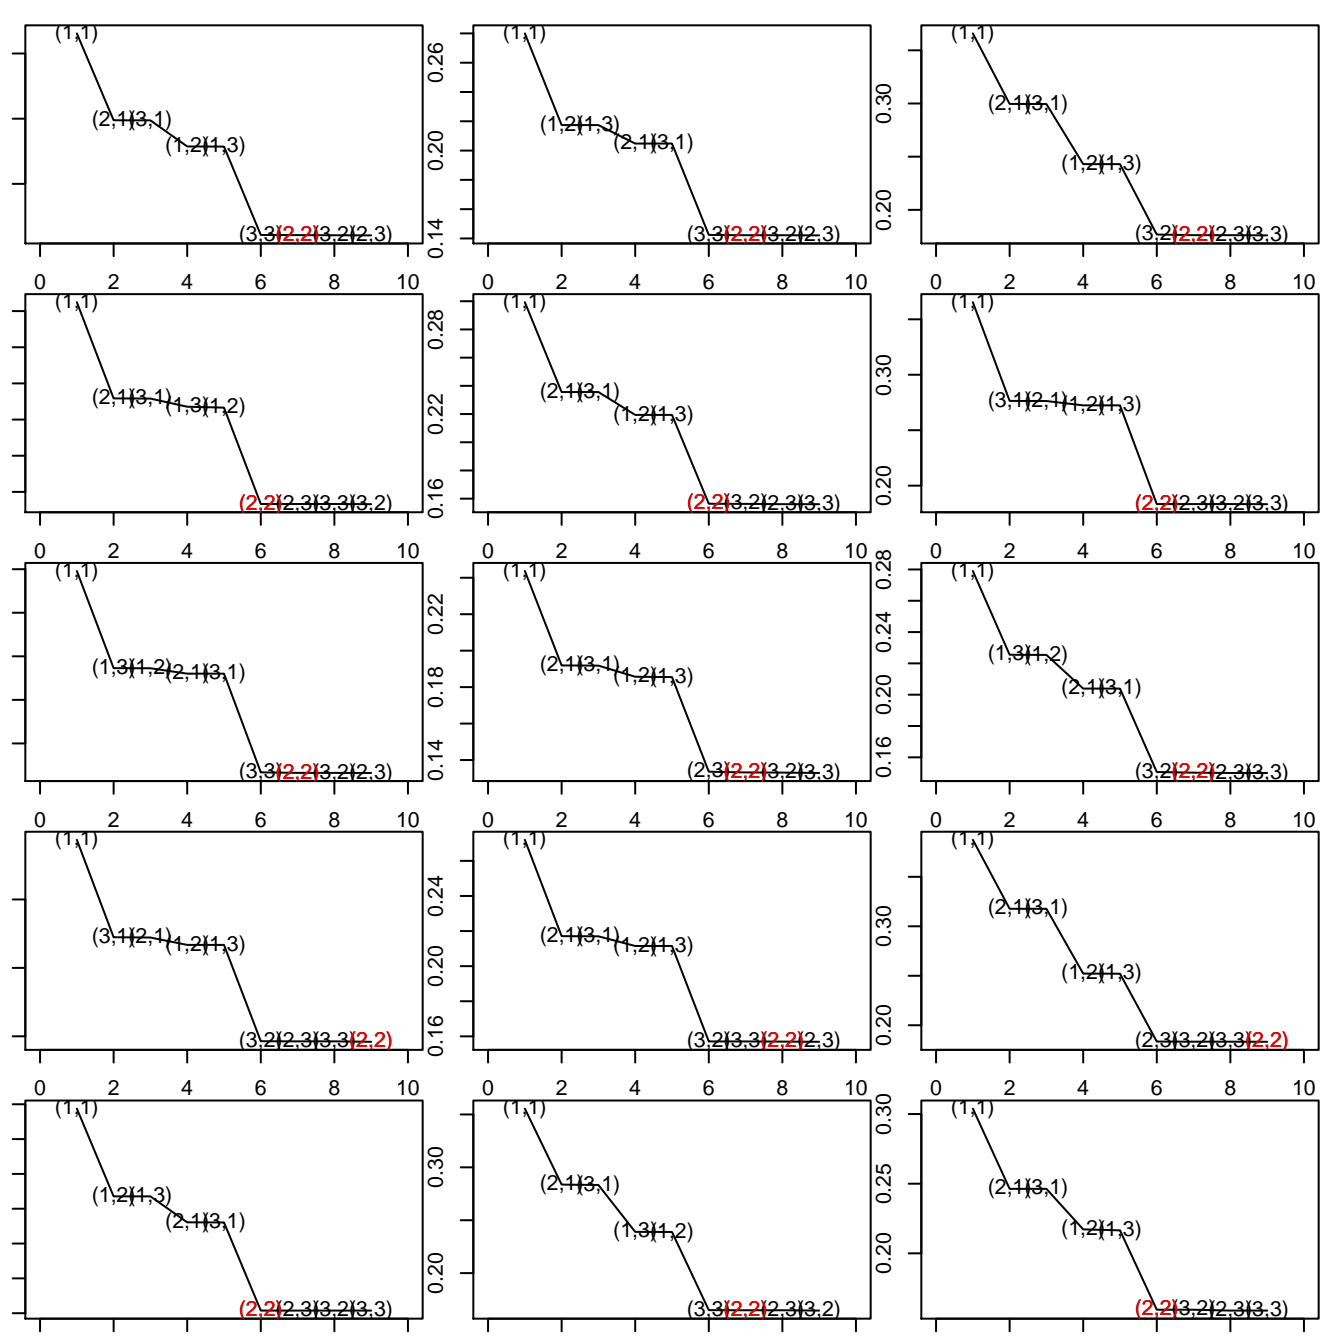 (1,1) (2,1) (3,1) (1,2) (1,3) (3,3) (2,2) (3,2) (2,3)
0.14 0.20 0.26
(1,1) (1,2) (1,3) (2,1) (3,1) (3,3) (2,2) (3,2) (2,3)
0.20 0.30
(1,1) (2,1) (3,1) (1,2) (1,3) (3,2) (2,2) (2,3) (3,3)
0 2 4 6 8 10
0 2 4 6 8 10
0 2 4 6 8 10
(1,1) (2,1) (3,1) (1,3) (1,2) (2,2) (2,3) (3,3) (3,2)
0.16 0.22 0.28
(1,1) (2,1) (3,1) (1,2) (1,3) (2,2) (3,2) (2,3) (3,3)
0.20 0.30
(1,1) (3,1) (2,1) (1,2) (1,3) (2,2) (2,3) (3,2) (3,3)
0 2 4 6 8 10
0 2 4 6 8 10
0 2 4 6 8 10
(1,1) (1,3) (1,2) (2,1) (3,1) (3,3) (2,2) (3,2) (2,3)
0.14 0.18 0.22
(1,1) (2,1) (3,1) (1,2) (1,3) (2,3) (2,2) (3,2) (3,3)
0.16 0.20 0.24 0.28
(1,1) (1,3) (1,2) (2,1) (3,1) (3,2) (2,2) (2,3) (3,3)
0 2 4 6 8 10
0 2 4 6 8 10
0 2 4 6 8 10
(1,1) (3,1) (2,1) (1,2) (1,3) (3,2) (2,3) (3,3) (2,2)
0.16 0.20 0.24
(1,1) (2,1) (3,1) (1,2) (1,3) (3,2) (3,3) (2,2) (2,3)
0.20 0.30
(1,1) (2,1) (3,1) (1,2) (1,3) (2,3) (3,2) (3,3) (2,2)
0 2 4 6 8 10
0 2 4 6 8 10
0 2 4 6 8 10
(1,1) (1,2) (1,3) (2,1) (3,1) (2,2) (2,3) (3,2) (3,3)
0.20 0.30
(1,1) (2,1) (3,1) (1,3) (1,2) (3,3) (2,2) (2,3) (3,2)
0.20 0.25 0.30
(1,1) (2,1) (3,1) (1,2) (1,3) (2,2) (3,2) (2,3) (3,3)